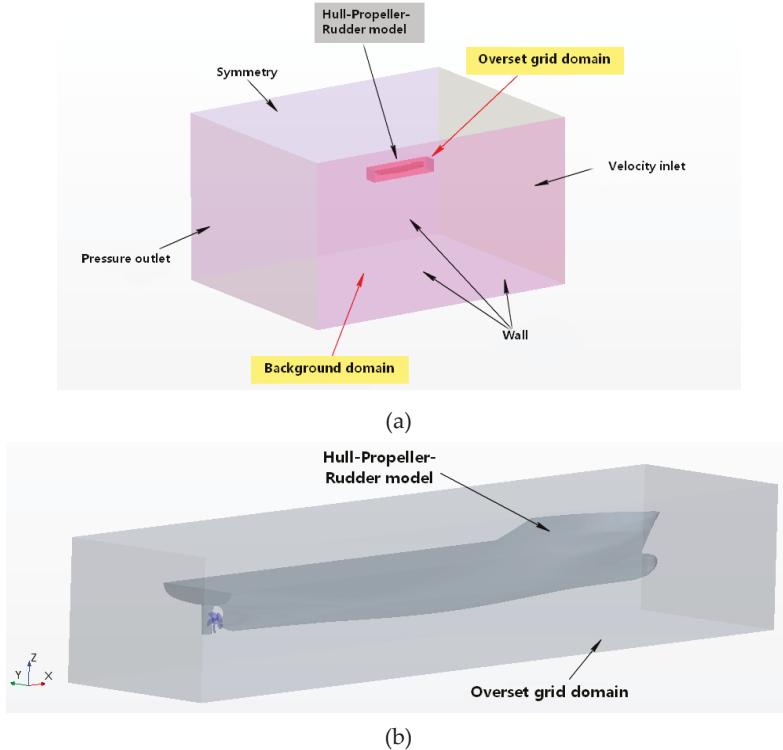 Hull-Propeller-
Rudder model
Overset grid domain
Symmetry
Velocity inlet
Pressure outlet
Wall
Background domain
(a)
Hull-Propeller-
Rudder model
Z
Y
X
Overset grid domain
(b)